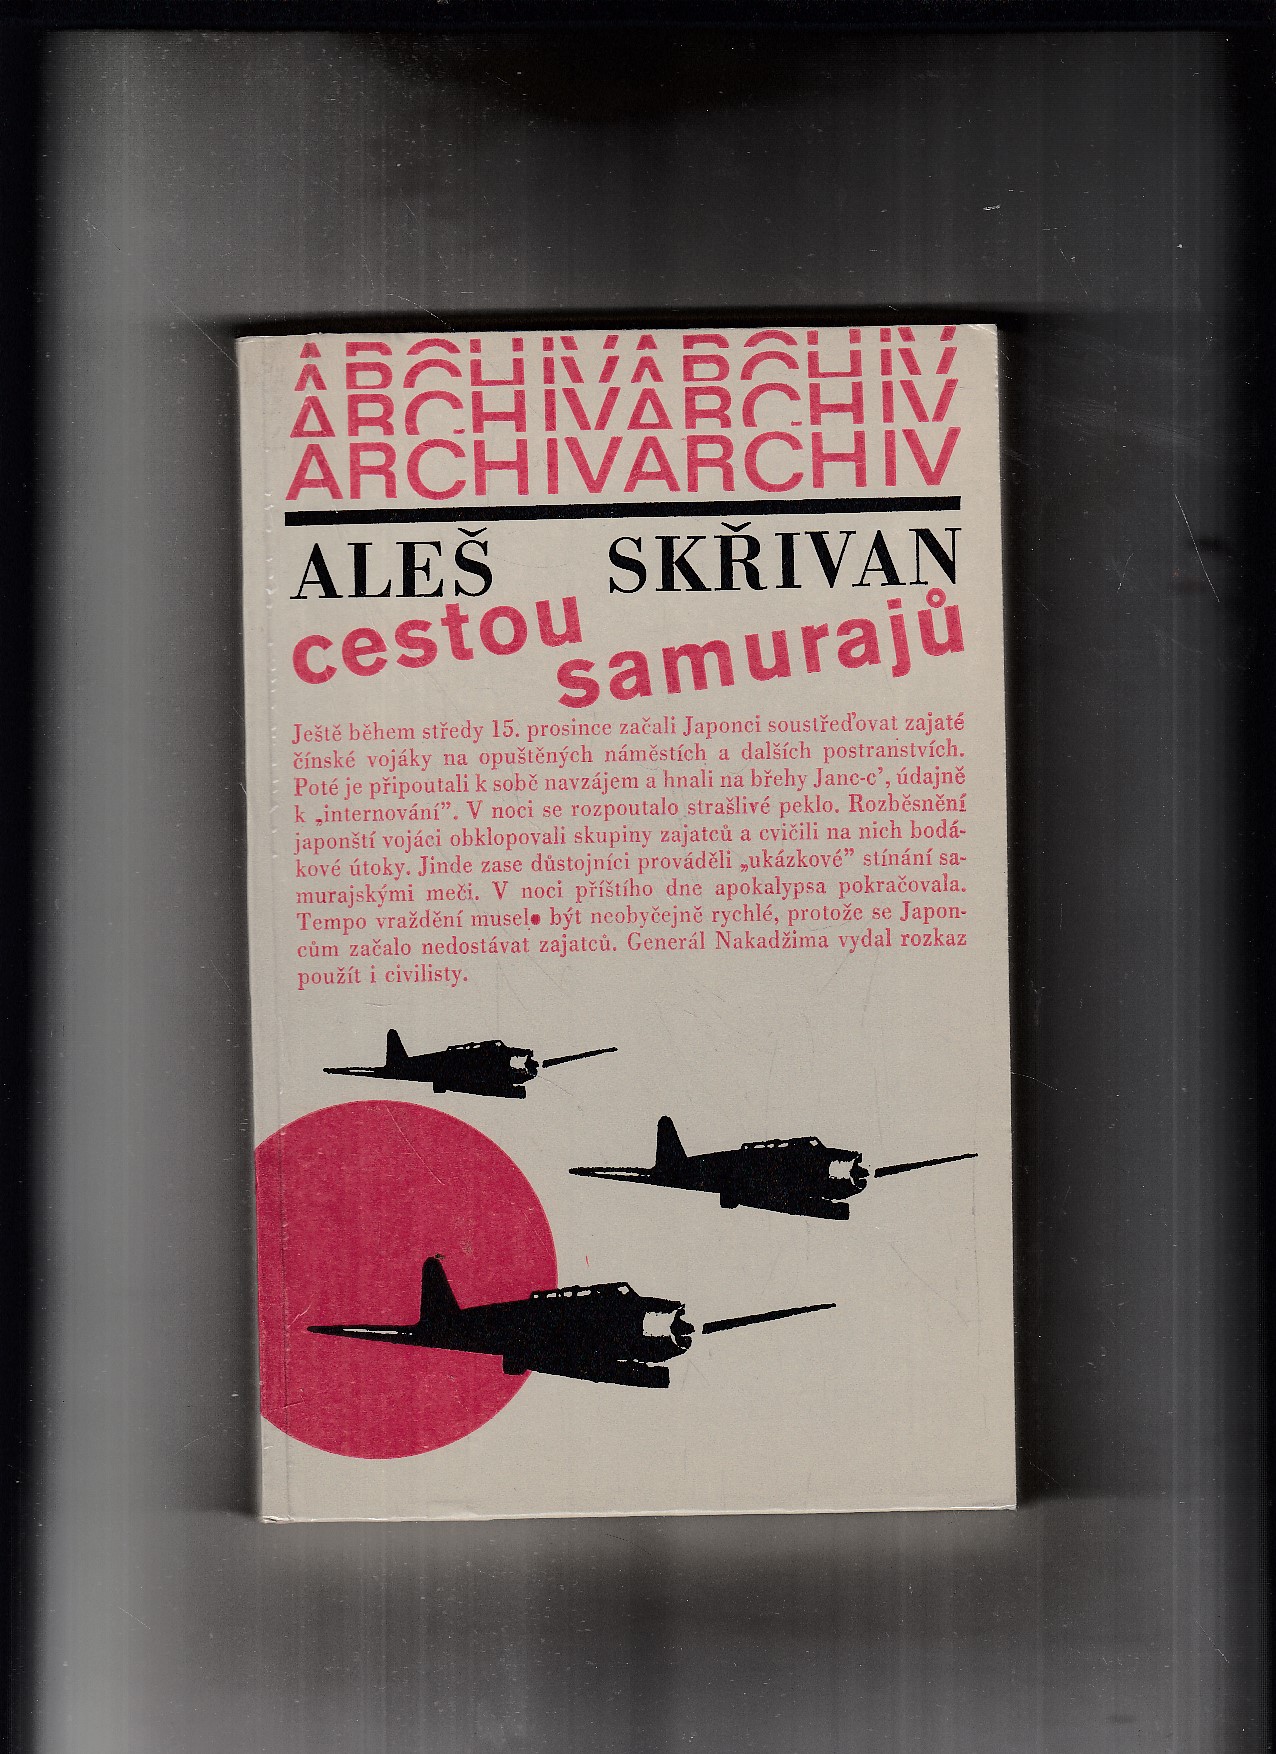 ARCHIVARCHIV
ARCHIVARCHIV
ARCHIVARCHIV
ARCHIVARCHIV
ALEŠ SKŘIVAN
cestou
samurajů
Ještě během středy 15. prosince začali Japonci soustřeďovat zajaté
čínské vojáky na opuštěných náměstích a dalších postranstvích.
Poté je připoutali k sobě navzájem a hnali na břehy Janc-c’, údajně
k „internování”. V noci se rozpoutalo strašlivé peklo. Rozběsnění
japonští vojáci obklopovali skupiny zajatců a cvičili na nich bodá-
kové útoky. Jinde zase důstojníci prováděli „ukázkové” stínání sa-
murajskými meči. V noci příštího dne apokalypsa pokračovala.
Tempo vraždění muselo být neobyčejně rychlé, protože se Japon-
cům začalo nedostávat zajatců. Generál Nakadžima vydal rozkaz
použít i civilisty.